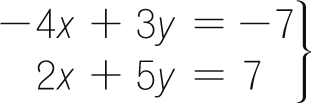 −4x + 3y = −7
2x + 5y = 7